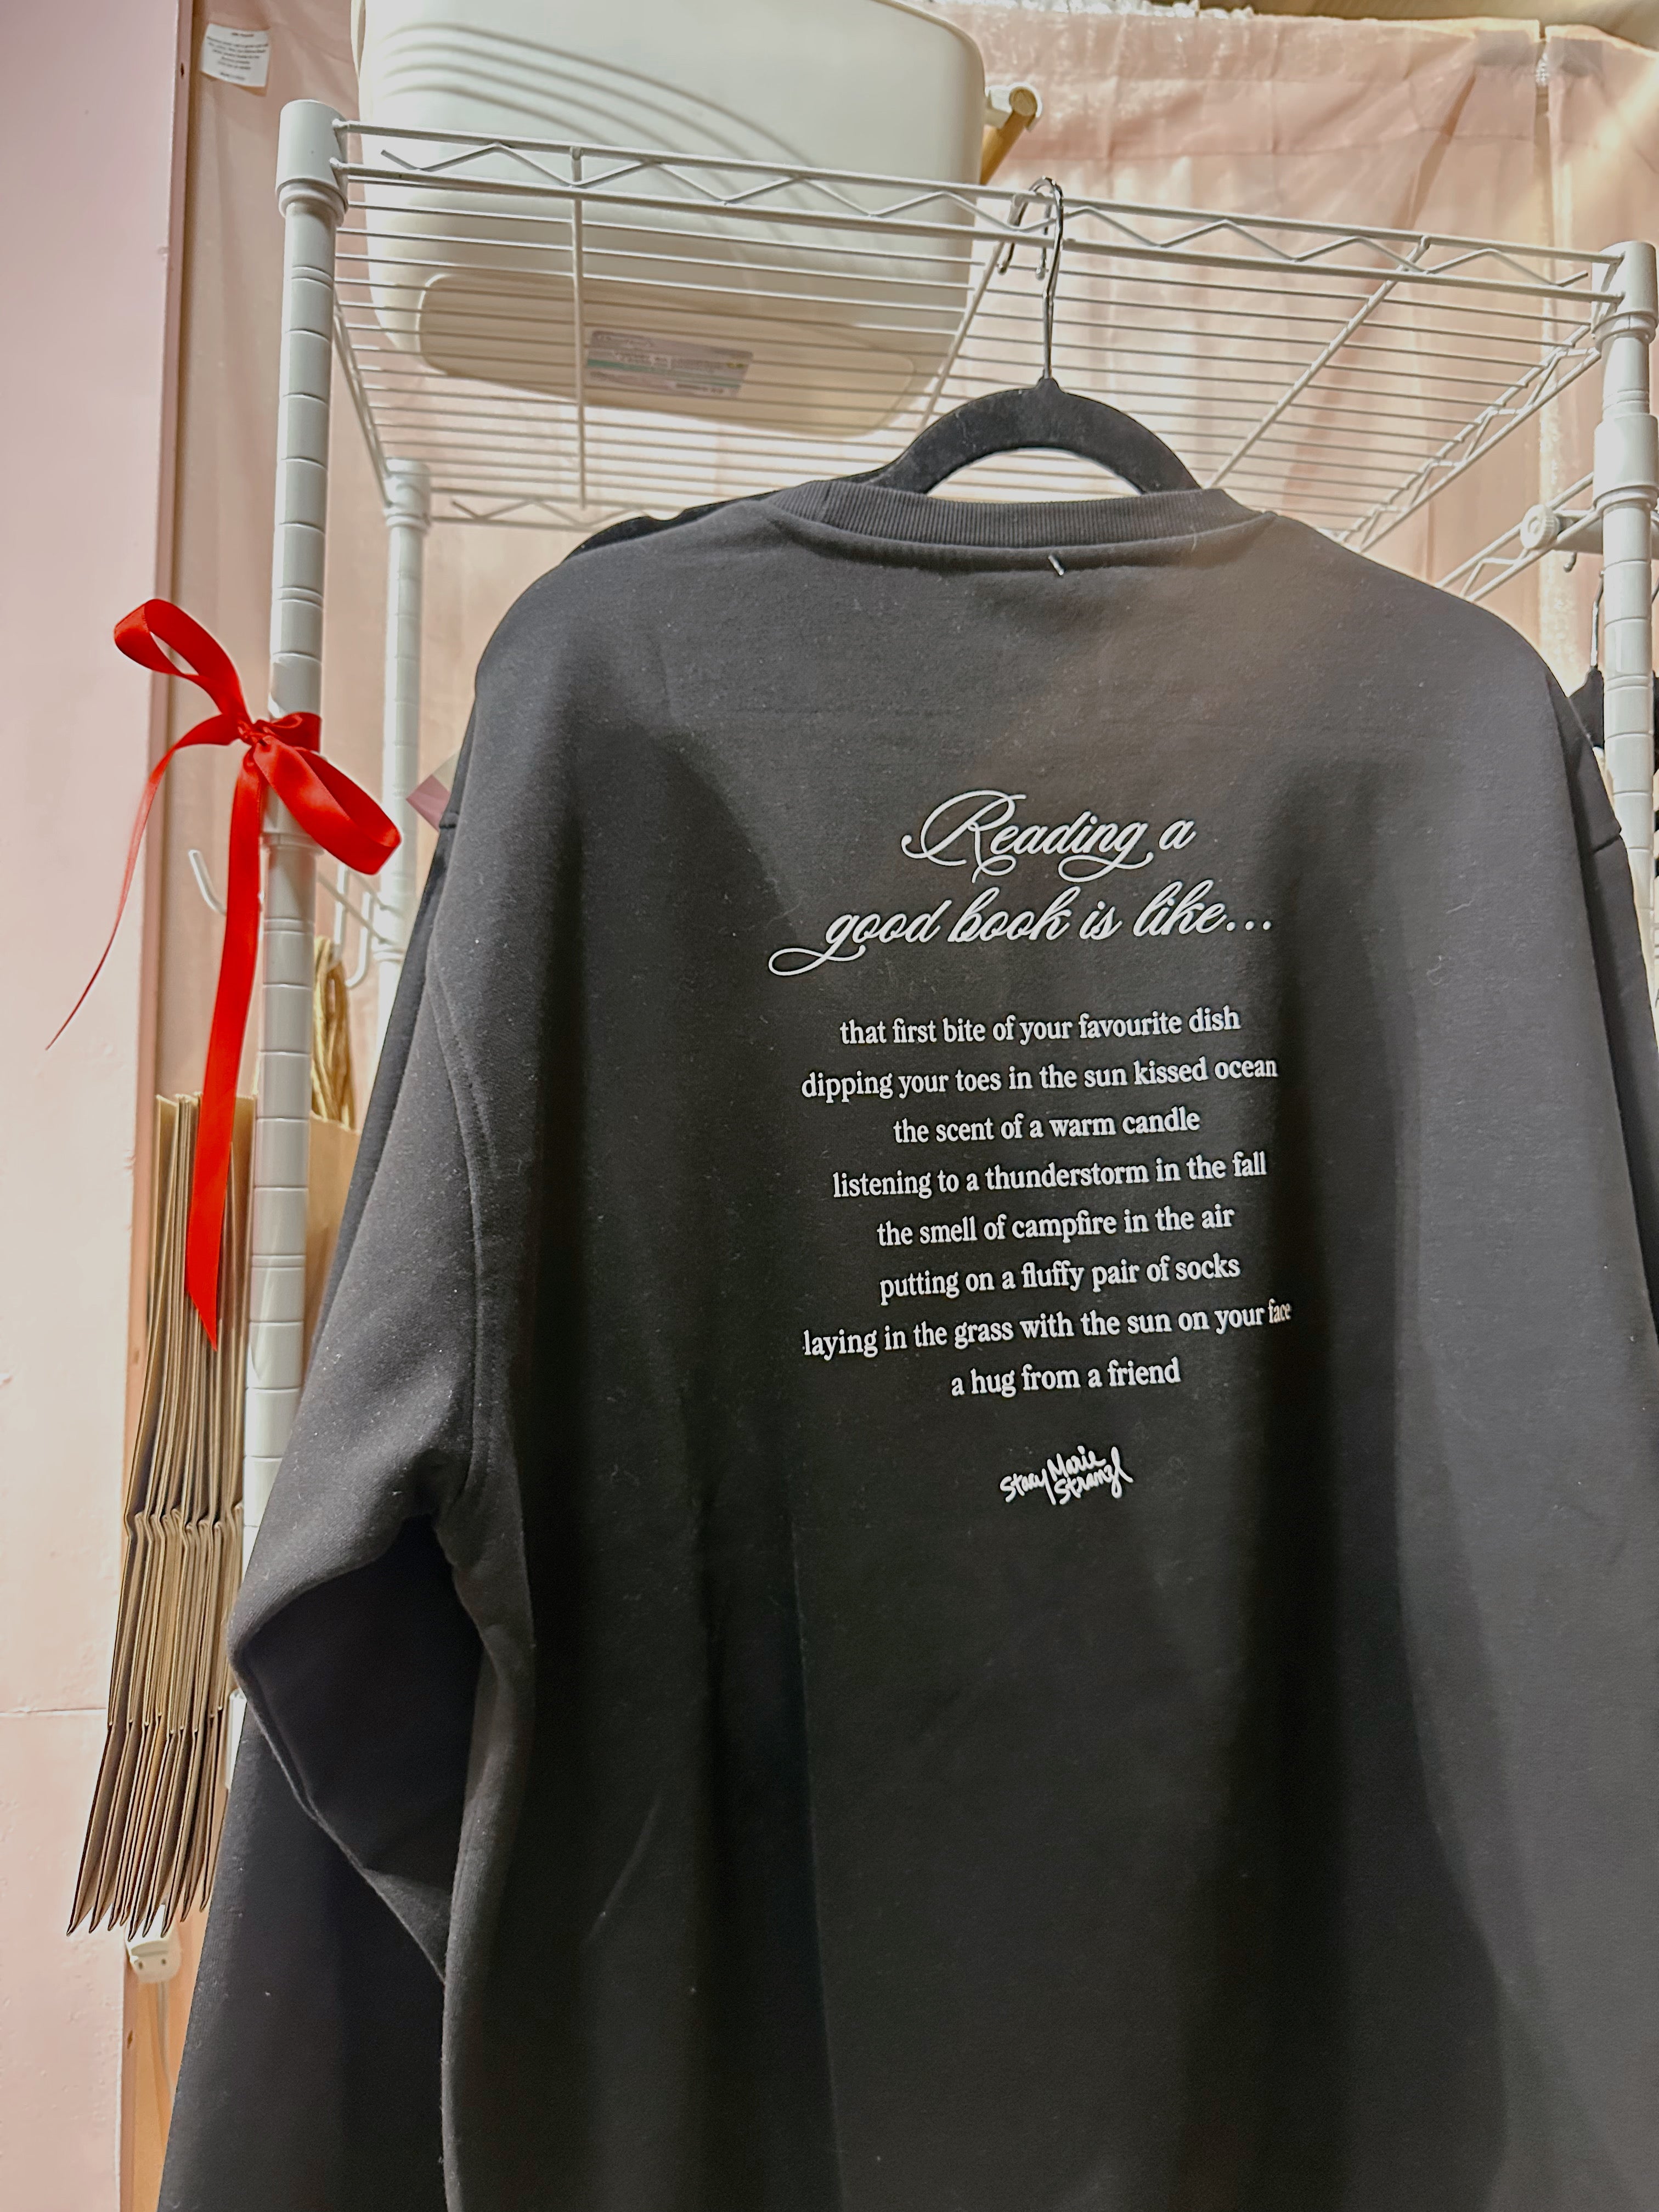 Reading a
good book is like...
that first bite of your favourite dish
dipping your toes in the sun kissed ocean
the scent of a warm candle
listening to a thunderstorm in the fall
the smell of campfire in the air
putting on a fluffy pair of socks
laying in the grass with the sun on your face
a hug from a friend
Stacy Marie
Strangl